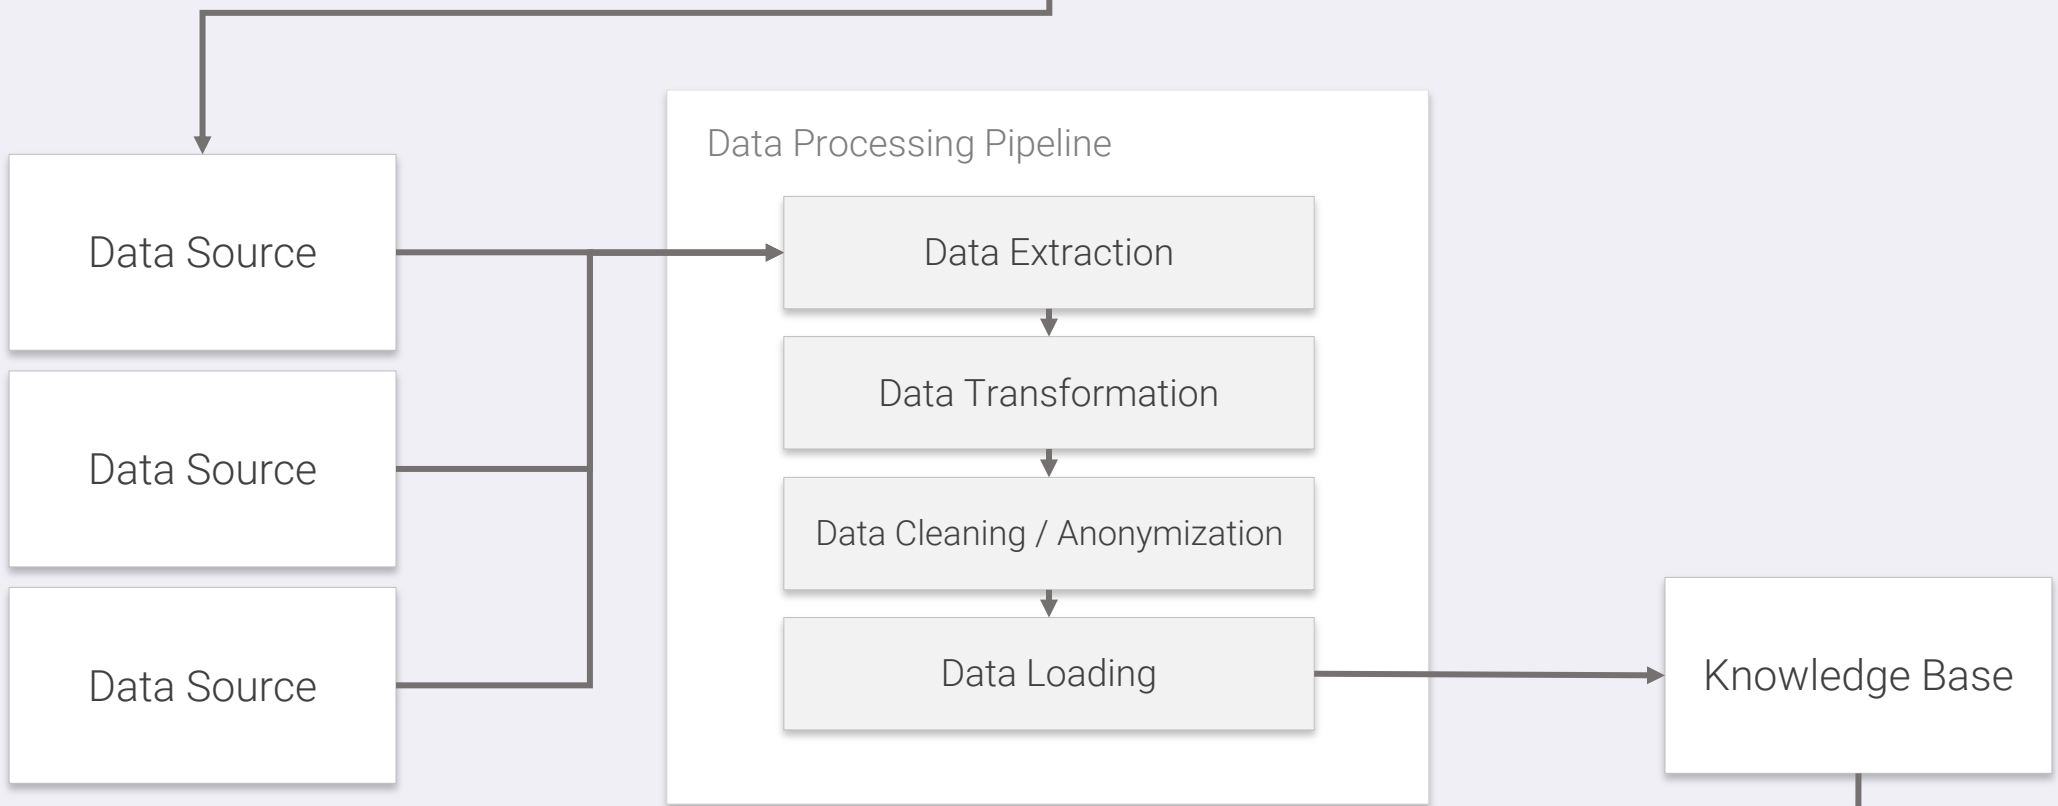 Data Processing Pipeline
Data Source
Data Extraction
Data Transformation
Data Source
Data Cleaning / Anonymization
Data Source
Data Loading
Knowledge Base